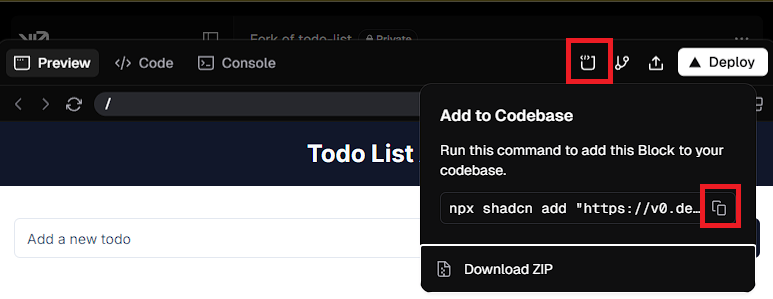 Fork of todo-list Private
Preview Code Console Deploy
/
Add to Codebase
Run this command to add this Block to your
codebase.
npx shadcn add "https://v0.de…
Todo List
Add a new todo
Download ZIP